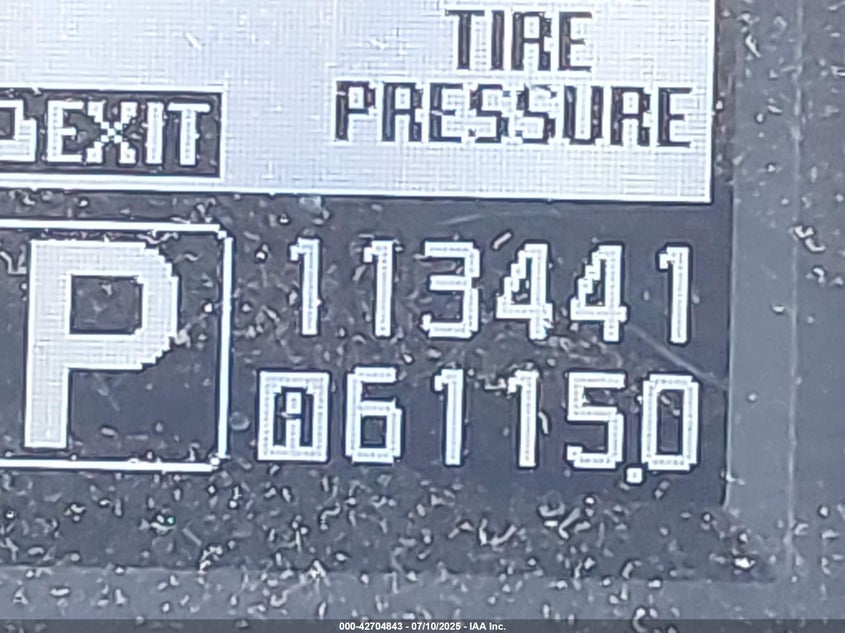 TIRE
PRESSURE
EXIT
P
113441
A 6115.0
000-42704843 - 07/10/2025 - IAA Inc.